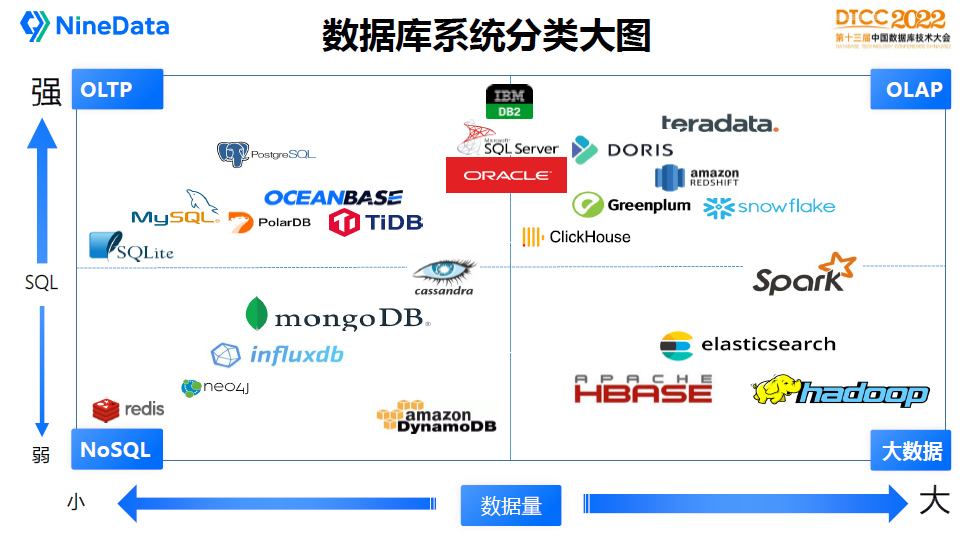 NineData
数据库系统分类大图
DTCC 2022
第十三届中国数据库技术大会
DATABASE TECHNOLOGY CONFERENCE CHINA 2022
强
OLTP
OLAP
IBM
DB2
teradata.
Microsoft
SQL Server
DORIS
PostgreSQL
ORACLE
amazon
REDSHIFT
OCEANBASE
Greenplum
snowflake
MySQL
PolarDB
TiDB
ClickHouse
SQLite
SQL
cassandra
Spark
mongoDB
influxdb
elasticsearch
neo4j
APACHE
HBASE
hadoop
redis
amazon
DynamoDB
弱
NoSQL
大数据
小
数据量
大